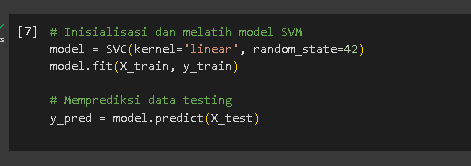 [7] # Inisialisasi dan melatih model SVM
model = SVC(kernel='linear', random_state=42)
model.fit(X_train, y_train)
# Memprediksi data testing
y_pred = model.predict(X_test)